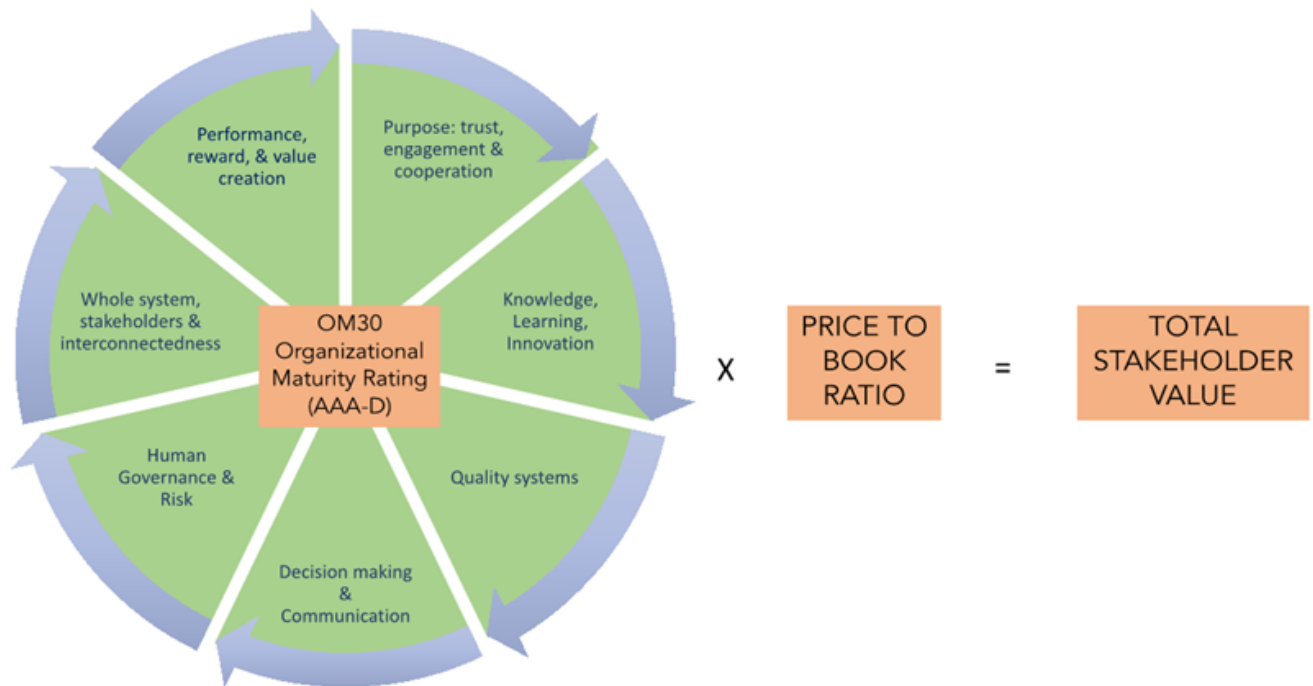 Performance,
reward, & value
creation
Purpose: trust,
engagement &
cooperation
Whole system,
stakeholders &
interconnectedness
OM30
Organizational
Maturity Rating
(AAA-D)
Knowledge,
Learning,
Innovation
Human
Governance &
Risk
Quality systems
Decision making
&
Communication
X
PRICE TO
BOOK
RATIO
=
TOTAL
STAKEHOLDER
VALUE